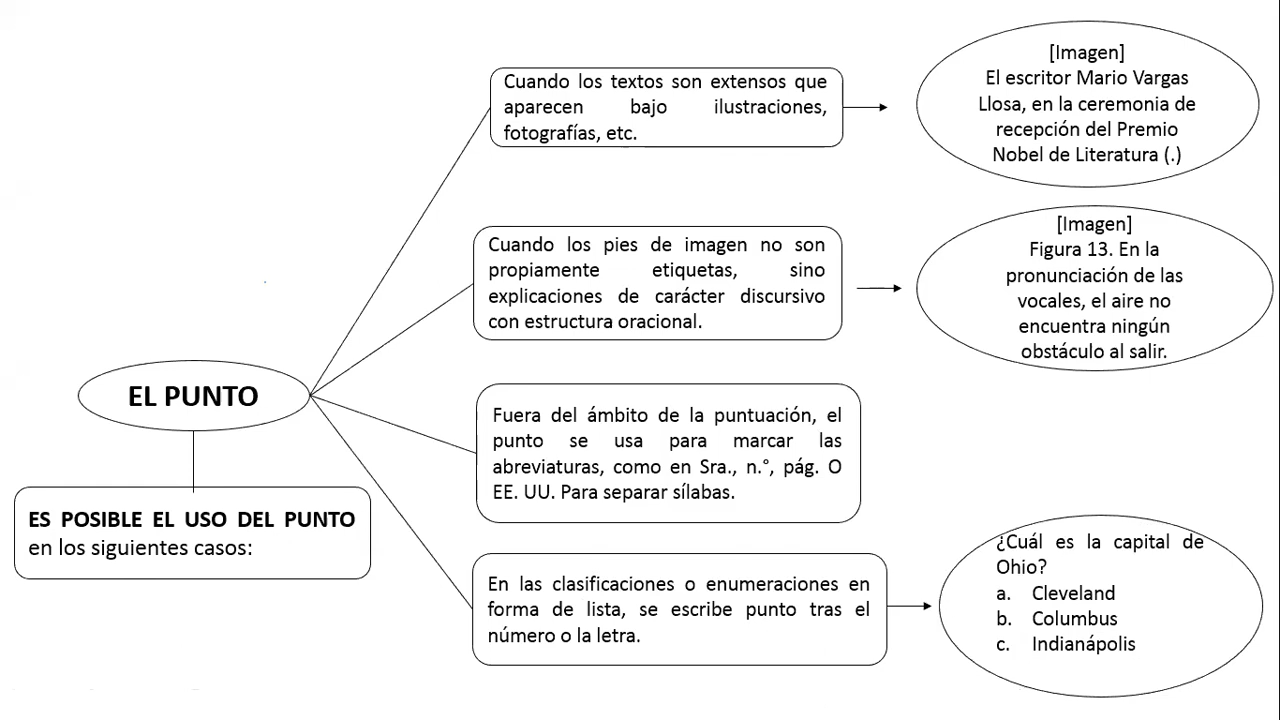 EL PUNTO
ES POSIBLE EL USO DEL PUNTO
en los siguientes casos:
Cuando los textos son extensos que
aparecen bajo ilustraciones,
fotografías, etc.
[Imagen]
El escritor Mario Vargas
Llosa, en la ceremonia de
recepción del Premio
Nobel de Literatura (.)
Cuando los pies de imagen no son
propiamente etiquetas, sino
explicaciones de carácter discursivo
con estructura oracional.
[Imagen]
Figura 13. En la
pronunciación de las
vocales, el aire no
encuentra ningún
obstáculo al salir.
Fuera del ámbito de la puntuación, el
punto se usa para marcar las
abreviaturas, como en Sra., n.°, pág. O
EE. UU. Para separar sílabas.
En las clasificaciones o enumeraciones en
forma de lista, se escribe punto tras el
número o la letra.
¿Cuál es la capital de
Ohio?
a. Cleveland
b. Columbus
c. Indianápolis